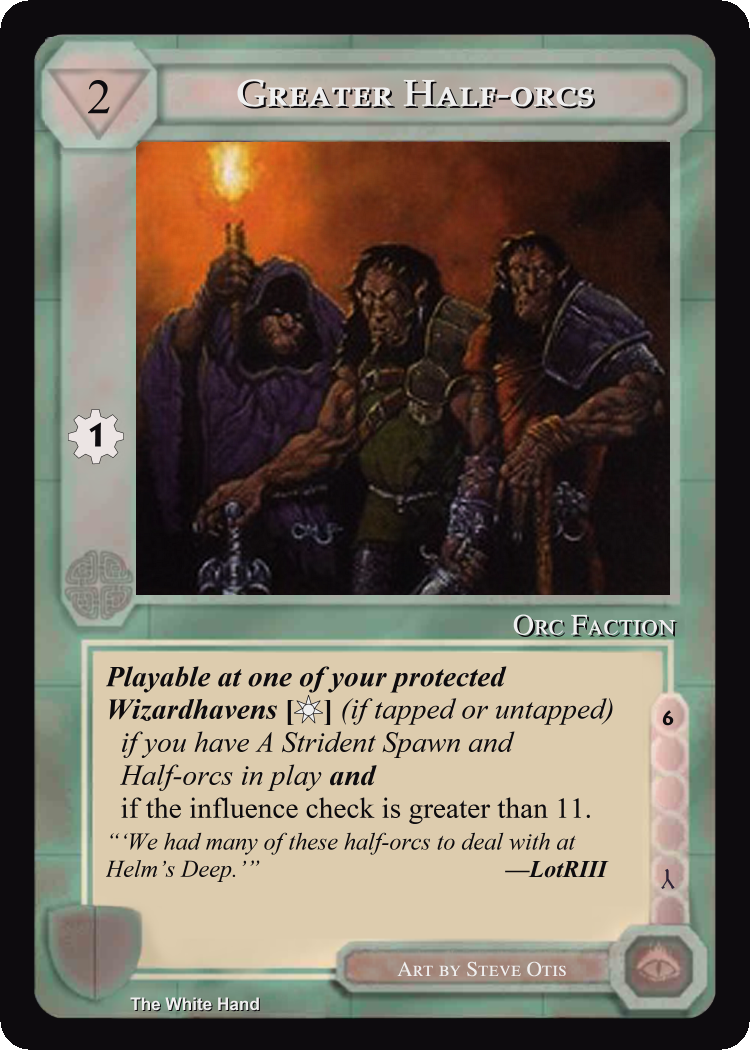 2
Greater Half-orcs
1
Orc Faction
Playable at one of your protected
Wizardhavens [] (if tapped or untapped)
if you have A Strident Spawn and
Half-orcs in play and
if the influence check is greater than 11.
“‘We had many of these half-orcs to deal with at
Helm’s Deep.’” —LotRIII
6
Art by Steve Otis
The White Hand